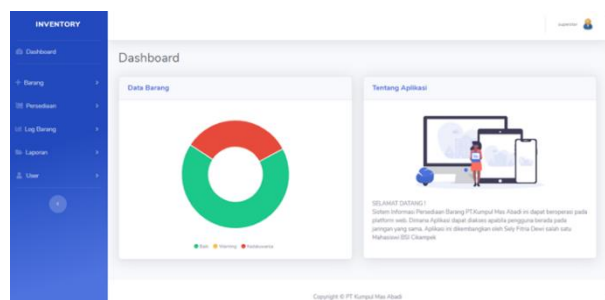 INVENTORY
supervisor
Dashboard
Dashboard
Barang
Persediaan
Log Barang
Laporan
User
Data Barang
Baik
Warning
Kadaluwarsa
Tentang Aplikasi
SELAMAT DATANG !
Sistem Informasi Persediaan Barang PT.Kumpul Mas Abadi ini dapat beroperasi pada
platform web. Dimana Aplikasi dapat diakses apabila pengguna berada pada
jaringan yang sama. Aplikasi ini dikembangkan oleh Sely Fitria Dewi salah satu
Mahasiswi BSI Cikampek
Copyright © PT Kumpul Mas Abadi